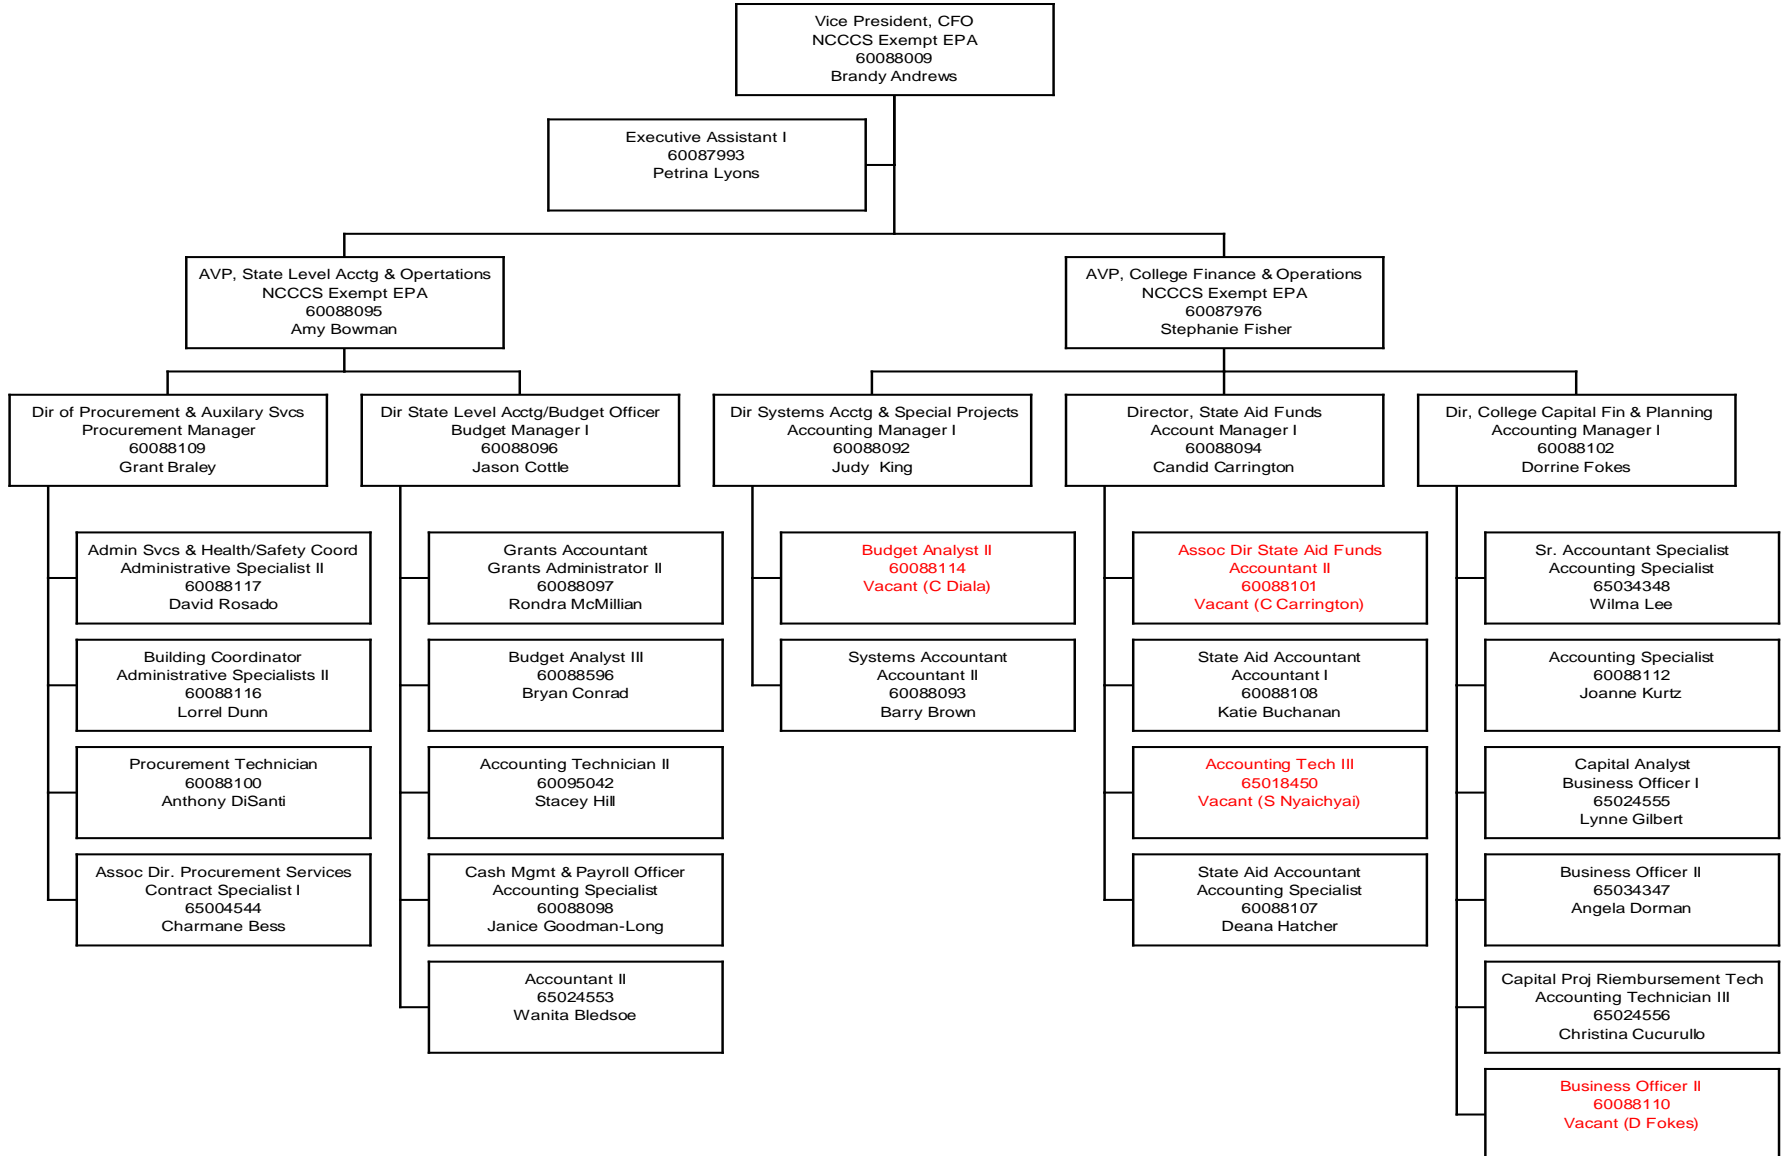 Vice President, CFO
NCCCS Exempt EPA
60088009
Brandy Andrews
Executive Assistant I
60087993
Petrina Lyons
AVP, State Level Acctg & Opertations
NCCCS Exempt EPA
60088095
Amy Bowman
AVP, College Finance & Operations
NCCCS Exempt EPA
60087976
Stephanie Fisher
Dir of Procurement & Auxilary Svcs
Procurement Manager
60088109
Grant Braley
Dir State Level Acctg/Budget Officer
Budget Manager I
60088096
Jason Cottle
Dir Systems Acctg & Special Projects
Accounting Manager I
60088092
Judy King
Director, State Aid Funds
Account Manager I
60088094
Candid Carrington
Dir, College Capital Fin & Planning
Accounting Manager I
60088102
Dorrine Fokes
Admin Svcs & Health/Safety Coord
Administrative Specialist II
60088117
David Rosado
Building Coordinator
Administrative Specialists II
60088116
Lorrel Dunn
Procurement Technician
60088100
Anthony DiSanti
Assoc Dir. Procurement Services
Contract Specialist I
65004544
Charmane Bess
Grants Accountant
Grants Administrator II
60088097
Rondra McMillian
Budget Analyst III
60088596
Bryan Conrad
Accounting Technician II
60095042
Stacey Hill
Cash Mgmt & Payroll Officer
Accounting Specialist
60088098
Janice Goodman-Long
Accountant II
65024553
Wanita Bledsoe
Budget Analyst II
60088114
Vacant (C Diala)
Systems Accountant
Accountant II
60088093
Barry Brown
Assoc Dir State Aid Funds
Accountant II
60088101
Vacant (C Carrington)
State Aid Accountant
Accountant I
60088108
Katie Buchanan
Accounting Tech III
65018450
Vacant (S Nyaichyai)
State Aid Accountant
Accounting Specialist
60088107
Deana Hatcher
Sr. Accountant Specialist
Accounting Specialist
65034348
Wilma Lee
Accounting Specialist
60088112
Joanne Kurtz
Capital Analyst
Business Officer I
65024555
Lynne Gilbert
Business Officer II
65034347
Angela Dorman
Capital Proj Riembursement Tech
Accounting Technician III
65024556
Christina Cucurullo
Business Officer II
60088110
Vacant (D Fokes)